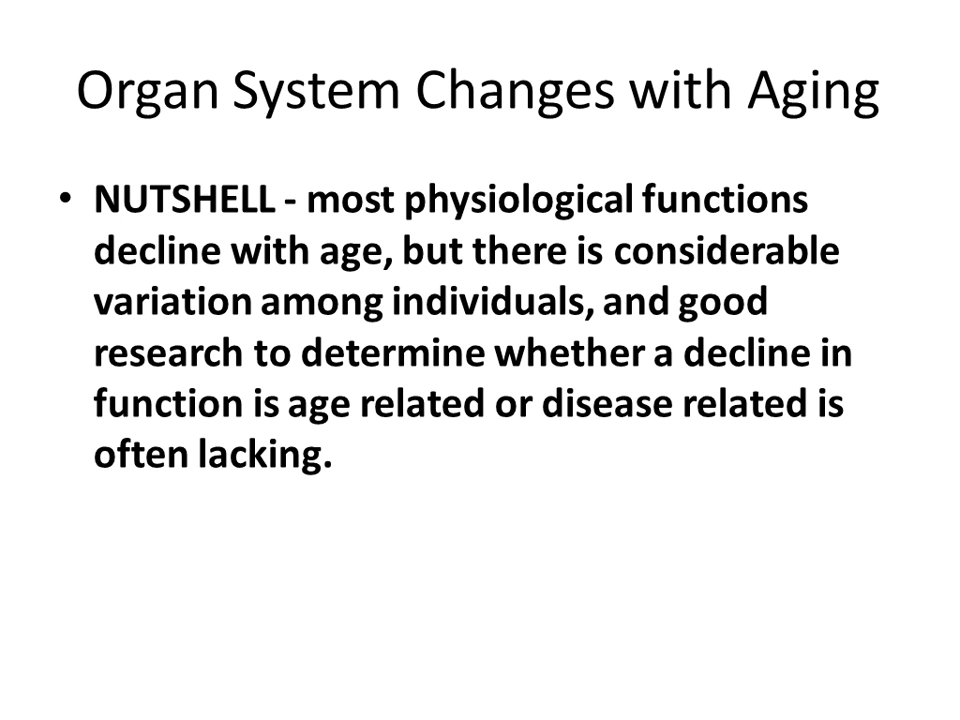 Organ System Changes with Aging
• NUTSHELL - most physiological functions
decline with age, but there is considerable
variation among individuals, and good
research to determine whether a decline in
function is age related or disease related is
often lacking.